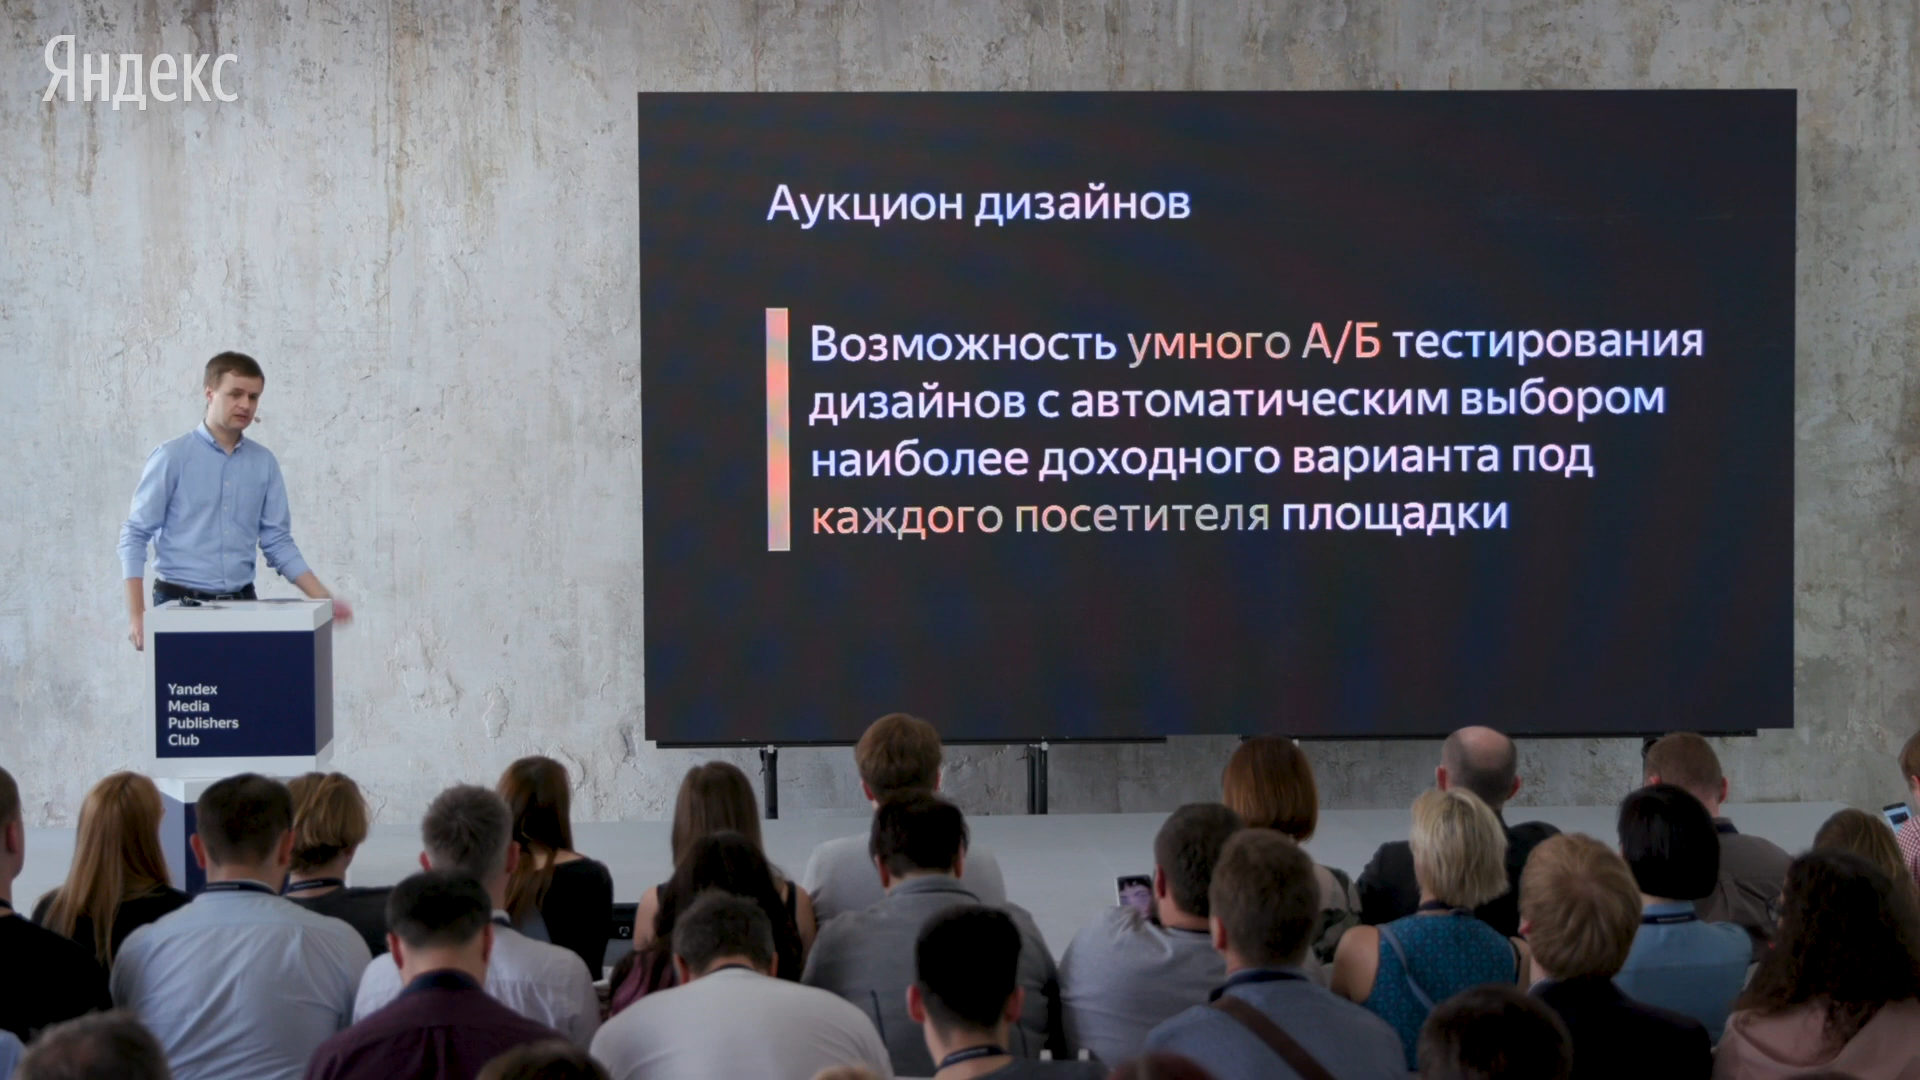 Яндекс
Аукцион дизайнов
Возможность умного А/Б тестирования
дизайнов с автоматическим выбором
наиболее доходного варианта под
каждого посетителя площадки
Yandex
Media
Publishers
Club